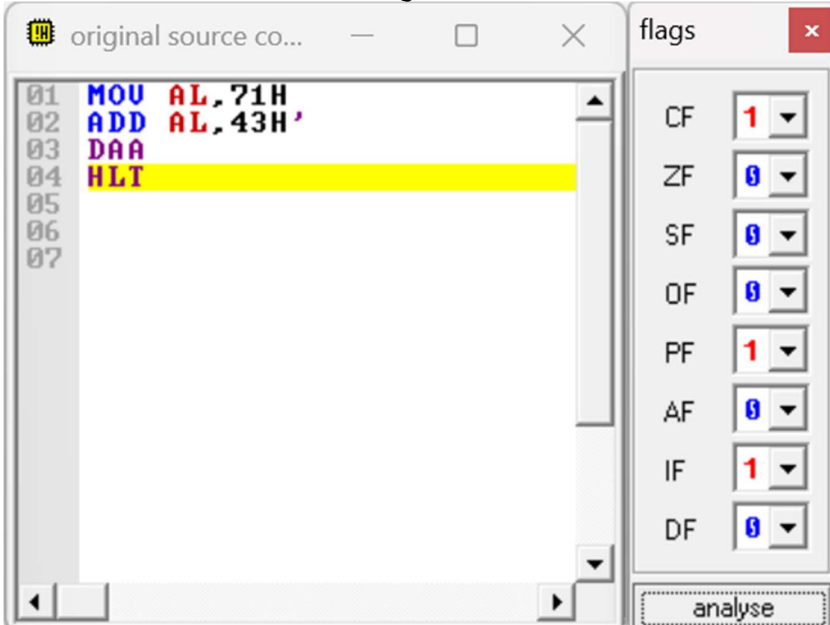 original source co...
01 MOV AL,71H
02 ADD AL,43H'
03 DAA
04 HLT
05
06
07
flags
CF 1
ZF 0
SF 0
OF 0
PF 1
AF 0
IF 1
DF 0
analyse